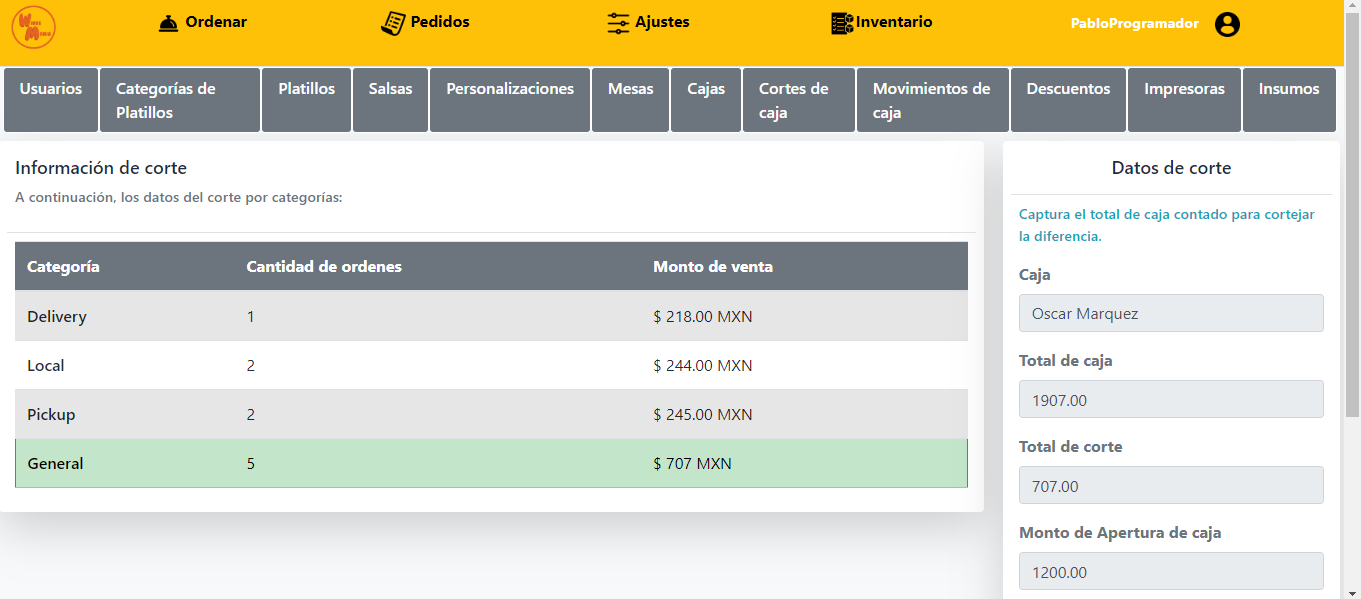 Ordenar
Pedidos
Ajustes
Inventario
PabloProgramador
Usuarios
Categorías de
Platillos
Platillos
Salsas
Personalizaciones
Mesas
Cajas
Cortes de
caja
Movimientos de
caja
Descuentos
Impresoras
Insumos
Información de corte
A continuación, los datos del corte por categorías:
Categoría Cantidad de ordenes Monto de venta
Delivery 1 $ 218.00 MXN
Local 2 $ 244.00 MXN
Pickup 2 $ 245.00 MXN
General 5 $ 707 MXN
Datos de corte
Captura el total de caja contado para cortejar
la diferencia.
Caja
Oscar Marquez
Total de caja
1907.00
Total de corte
707.00
Monto de Apertura de caja
1200.00